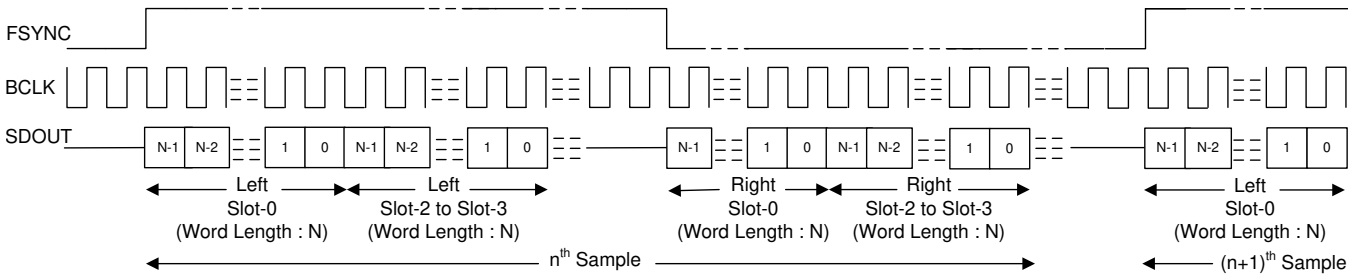 FSYNC
BCLK
SDOUT
N-1 N-2 1 0 N-1 N-2 1 0 N-1 1 0 N-1 N-2 1 0 N-1 N-2 1 0
Left Left Right Right Left
Slot-0 Slot-2 to Slot-3 Slot-0 Slot-2 to Slot-3 Slot-0
(Word Length : N) (Word Length : N) (Word Length : N) (Word Length : N) (Word Length : N)
nth Sample (n+1)th Sample